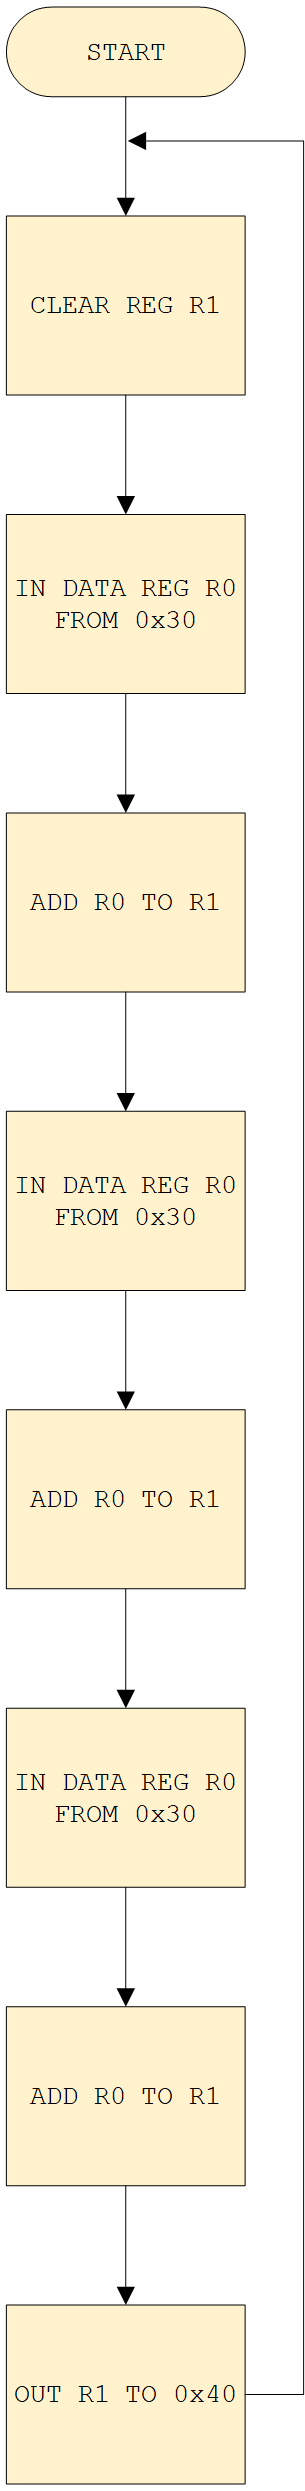 START
CLEAR REG R1
IN DATA REG R0
FROM 0x30
ADD R0 TO R1
IN DATA REG R0
FROM 0x30
ADD R0 TO R1
IN DATA REG R0
FROM 0x30
ADD R0 TO R1
OUT R1 TO 0x40